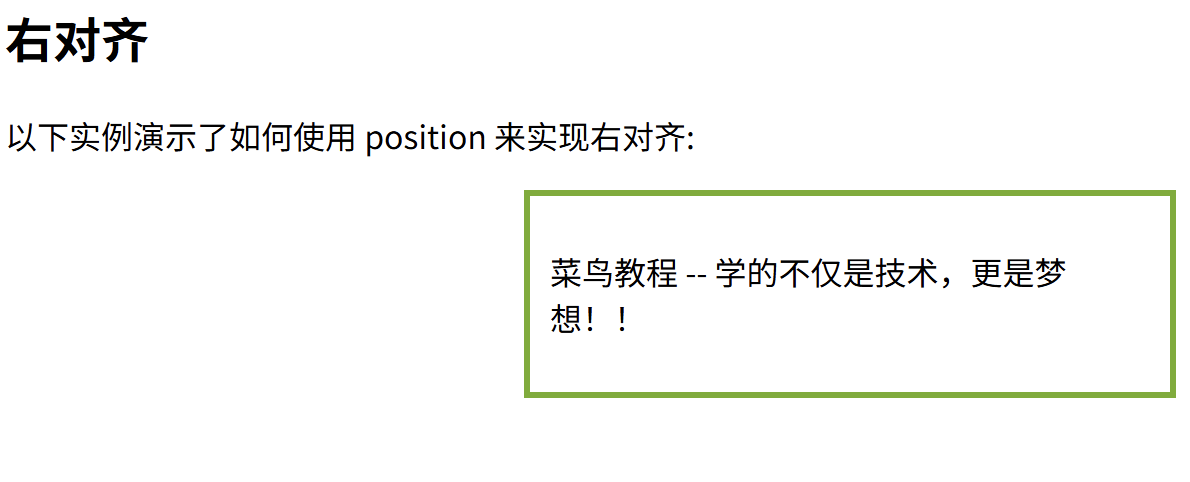 右对齐
以下实例演示了如何使用 position 来实现右对齐:
菜鸟教程 -- 学的不仅是技术，更是梦
想！！